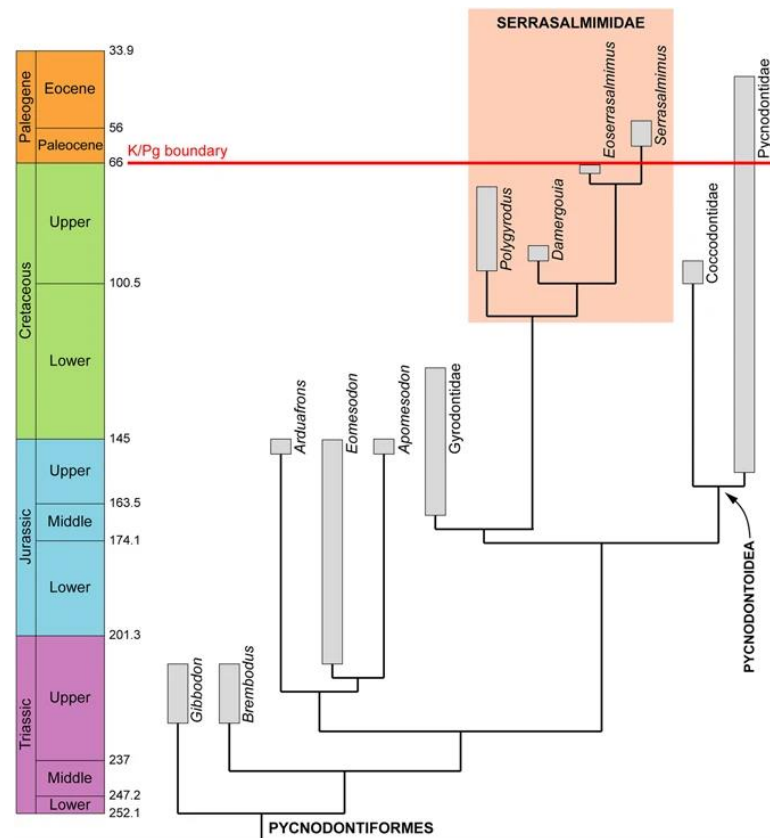 SERRASALMIMIDAE
33.9
Paleogene
Eocene
56
Paleocene
K/Pg boundary
66
Cretaceous
Upper
100.5
Lower
145
Jurassic
Upper
163.5
Middle
174.1
Lower
201.3
Triassic
Upper
237
Middle
247.2
Lower
252.1
Gibbodon
Brembodus
Arduafrons
Eomesodon
Apomesodon
Gyrodontidae
Polygyrodus
Damergouia
Eoserrasalmimus
Serrasalmimus
Coccodontidae
Pycnodontidae
PYCNODONTOIDEA
PYCNODONTIFORMES